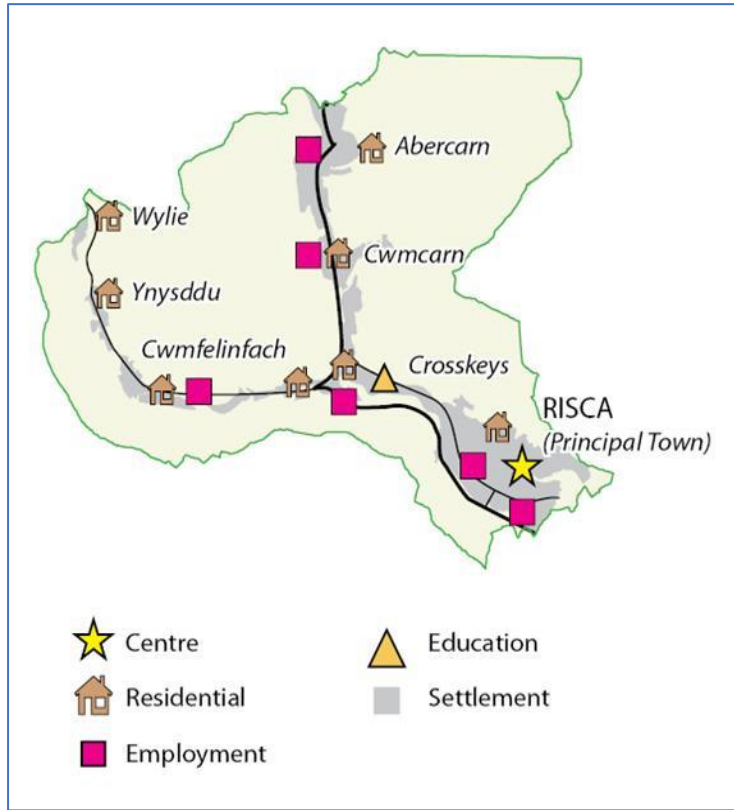 Abercarn
Wylie
Cwmcarn
Ynysddu
Cwmfelinfach
Crosskeys
RISCA
(Principal Town)
Centre
Education
Residential
Settlement
Employment